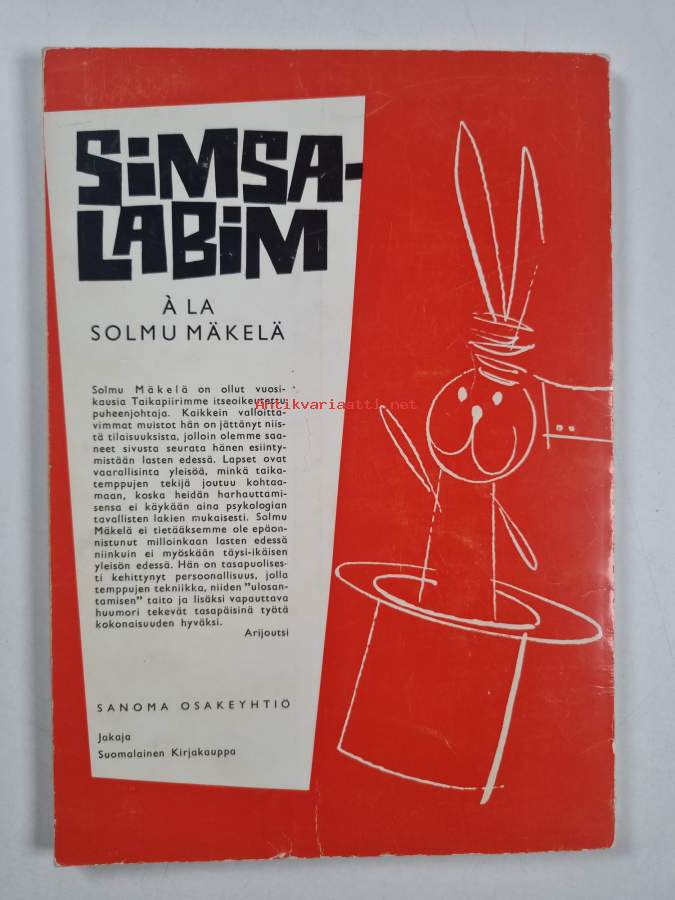 SIMSA-
LABIM
À LA
SOLMU MÄKELÄ
Solmu Mäkelä on ollut vuosi-
kausia Taikapiirimme itseoikeutettu
puheenjohtaja. Kaikkein valloitta-
vimmat muistot hän on jättänyt niis-
tä tilaisuuksista, jolloin olemme saa-
neet sivusta seurata hänen esiinty-
mistään lasten edessä. Lapset ovat
vaarallisinta yleisöä, minkä taika-
temppujen tekijä joutuu kohtaa-
maan, koska heidän harhauttami-
sensa ei käykään aina psykologian
tavallisten lakien mukaisesti. Solmu
Mäkelä ei tietääksemme ole epäon-
nistunut milloinkaan lasten edessä
niinkuin ei myöskään täysi-ikäisen
yleisön edessä. Hän on tasapuolises-
ti kehittynyt persoonallisuus, jolla
temppujen tekniikka, niiden "ulosan-
tamisen" taito ja lisäksi vapauttava
huumori tekevät tasapäisinä työtä
kokonaisuuden hyväksi.
Arijoutsi
Antikvariaatti.net
SANOMA OSAKEYHTIÖ
Jakaja
Suomalainen Kirjakauppa